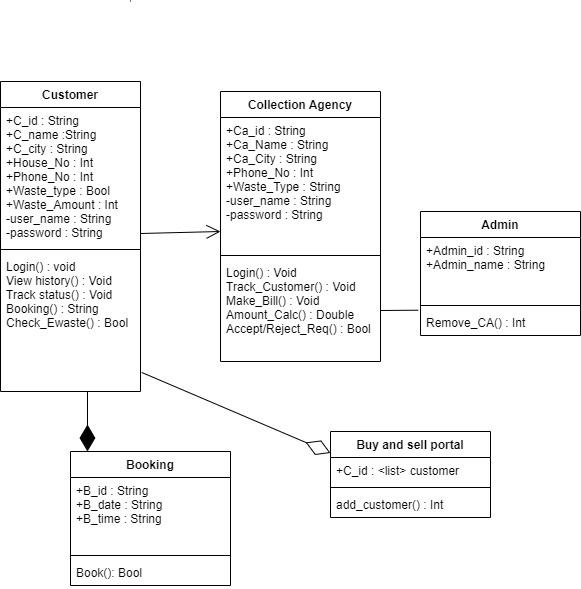 Customer
+C_id : String
+C_name :String
+C_city : String
+House_No : Int
+Phone_No : Int
+Waste_type : Bool
+Waste_Amount : Int
-user_name : String
-password : String
Login() : void
View history() : Void
Track status() : Void
Booking() : String
Check_Ewaste() : Bool
Collection Agency
+Ca_id : String
+Ca_Name : String
+Ca_City : String
+Phone_No : Int
+Waste_Type : String
-user_name : String
-password : String
Login() : Void
Track_Customer() : Void
Make_Bill() : Void
Amount_Calc() : Double
Accept/Reject_Req() : Bool
Admin
+Admin_id : String
+Admin_name : String
Remove_CA() : Int
Booking
+B_id : String
+B_date : String
+B_time : String
Book(): Bool
Buy and sell portal
+C_id : <list> customer
add_customer() : Int